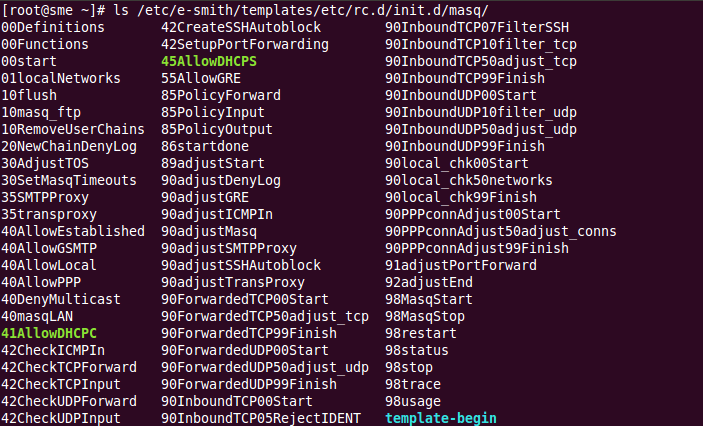 [root@sme ~]# ls /etc/e-smith/templates/etc/rc.d/init.d/masq/
00Definitions 42CreateSSHAutoblock 90InboundTCP07FilterSSH
00Functions 42SetupPortForwarding 90InboundTCP10filter_tcp
00start 45AllowDHCPS 90InboundTCP50adjust_tcp
01localNetworks 55AllowGRE 90InboundTCP99Finish
10flush 85PolicyForward 90InboundUDP00Start
10masq_ftp 85PolicyInput 90InboundUDP10filter_udp
10RemoveUserChains 85PolicyOutput 90InboundUDP50adjust_udp
20NewChainDenyLog 86startdone 90InboundUDP99Finish
30AdjustTOS 89adjustStart 90local_chk00Start
30SetMasqTimeouts 90adjustDenyLog 90local_chk50networks
35SMTPProxy 90adjustGRE 90local_chk99Finish
35transproxy 90adjustICMPIn 90PPPconnAdjust00Start
40AllowEstablished 90adjustMasq 90PPPconnAdjust50adjust_conns
40AllowGSMTP 90adjustSMTPProxy 90PPPconnAdjust99Finish
40AllowLocal 90adjustSSHAutoblock 91adjustPortForward
40AllowPPP 90adjustTransProxy 92adjustEnd
40DenyMulticast 90ForwardedTCP00Start 98MasqStart
40masqLAN 90ForwardedTCP50adjust_tcp 98MasqStop
41AllowDHCPC 90ForwardedTCP99Finish 98restart
42CheckICMPIn 90ForwardedUDP00Start 98status
42CheckTCPForward 90ForwardedUDP50adjust_udp 98stop
42CheckTCPInput 90ForwardedUDP99Finish 98trace
42CheckUDPForward 90InboundTCP00Start 98usage
42CheckUDPInput 90InboundTCP05RejectIDENT template-begin